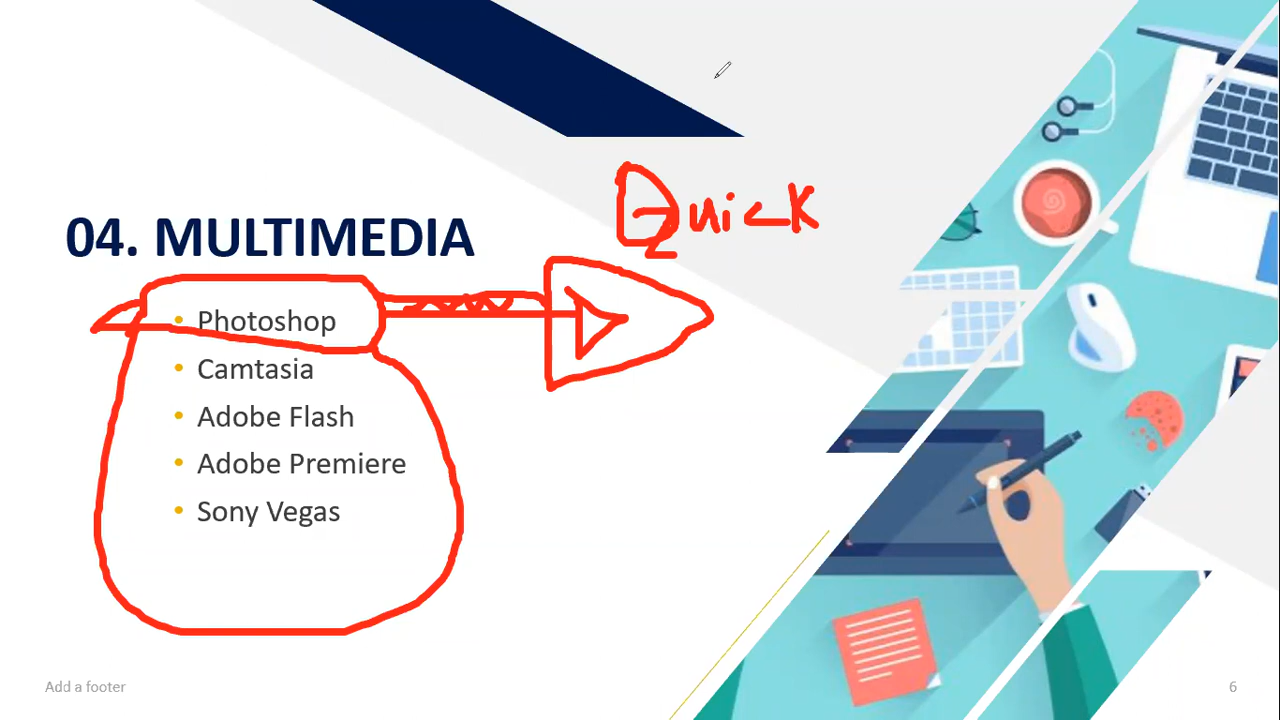 Quick
04. MULTIMEDIA
• Photoshop
• Camtasia
• Adobe Flash
• Adobe Premiere
• Sony Vegas
Add a footer
6